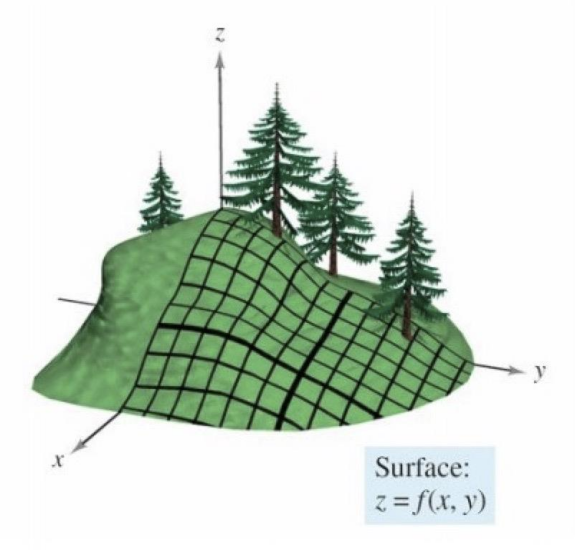 z
y
x
Surface:
z = f(x, y)